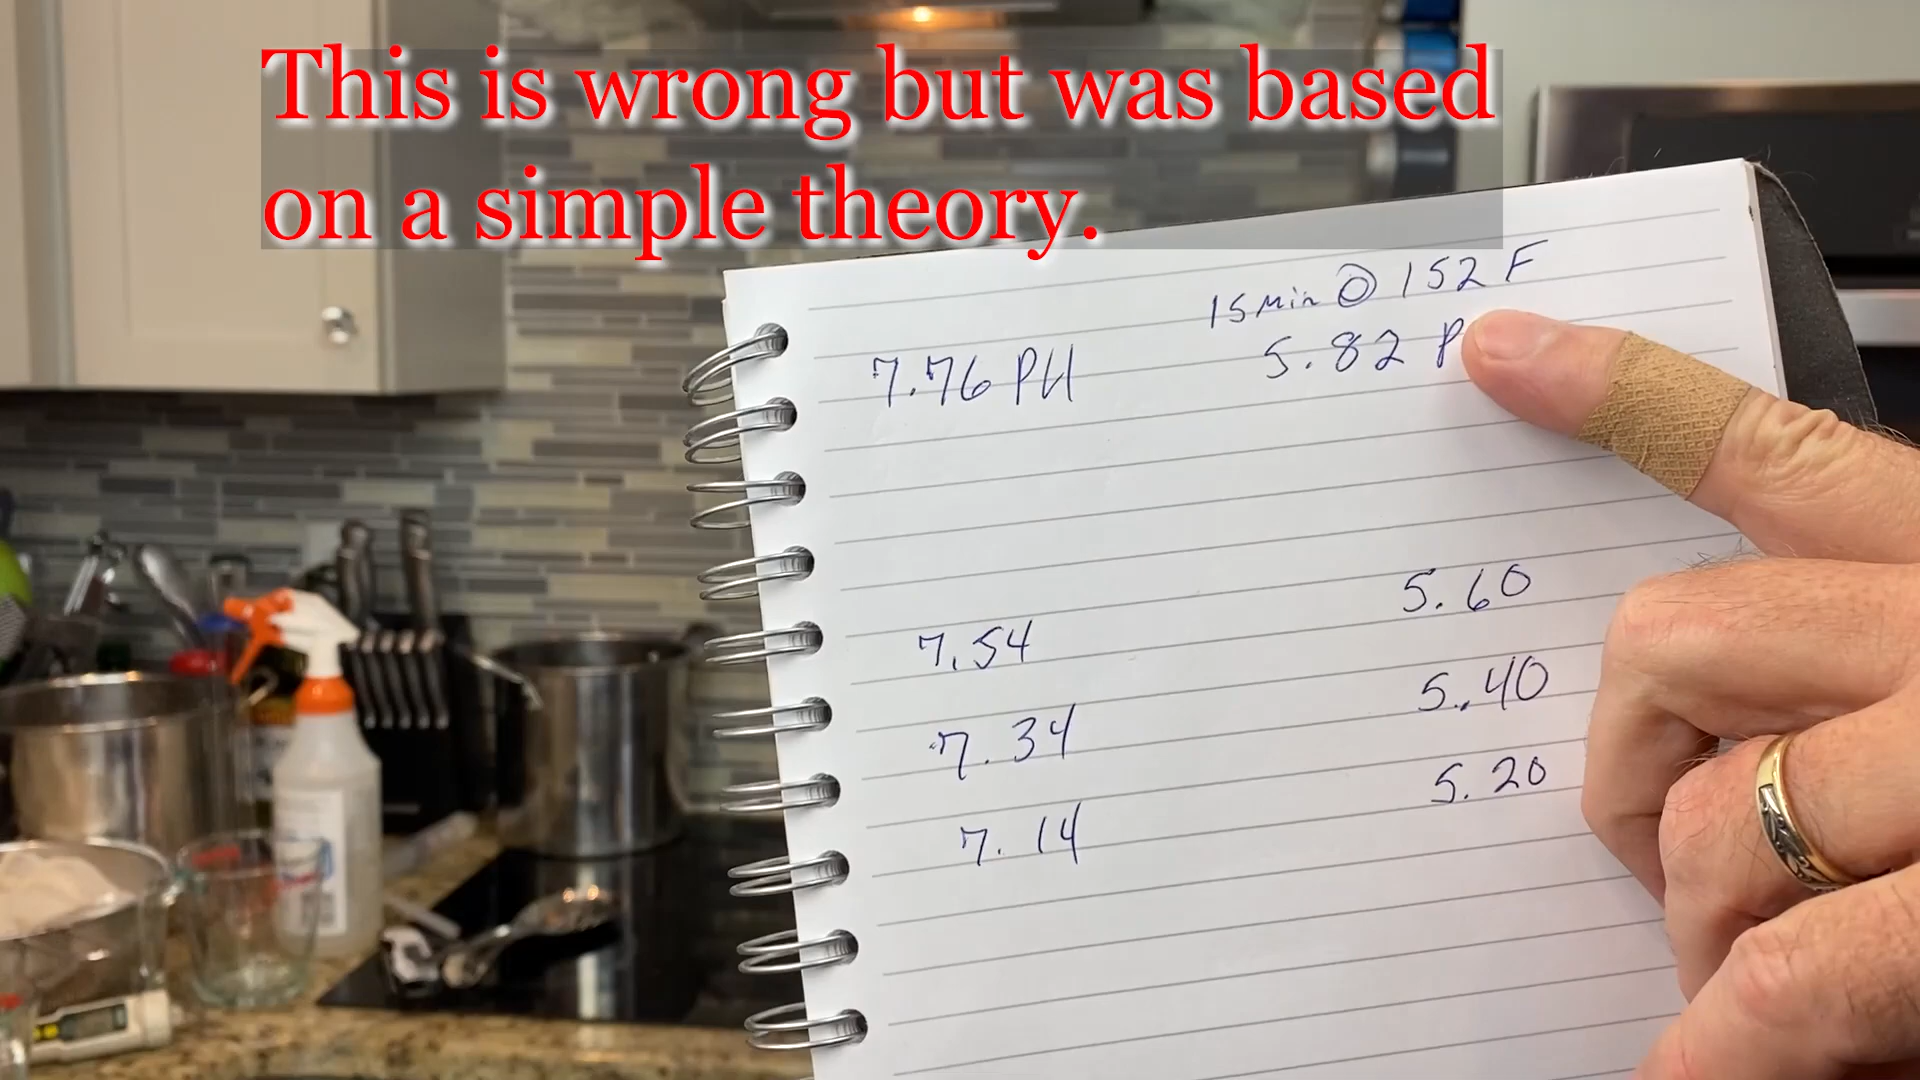 This is wrong but was based
on a simple theory.
15 Min @ 152 F
7.76 PH 5.82 P
7.54 5.60
7.34 5.40
7.14 5.20